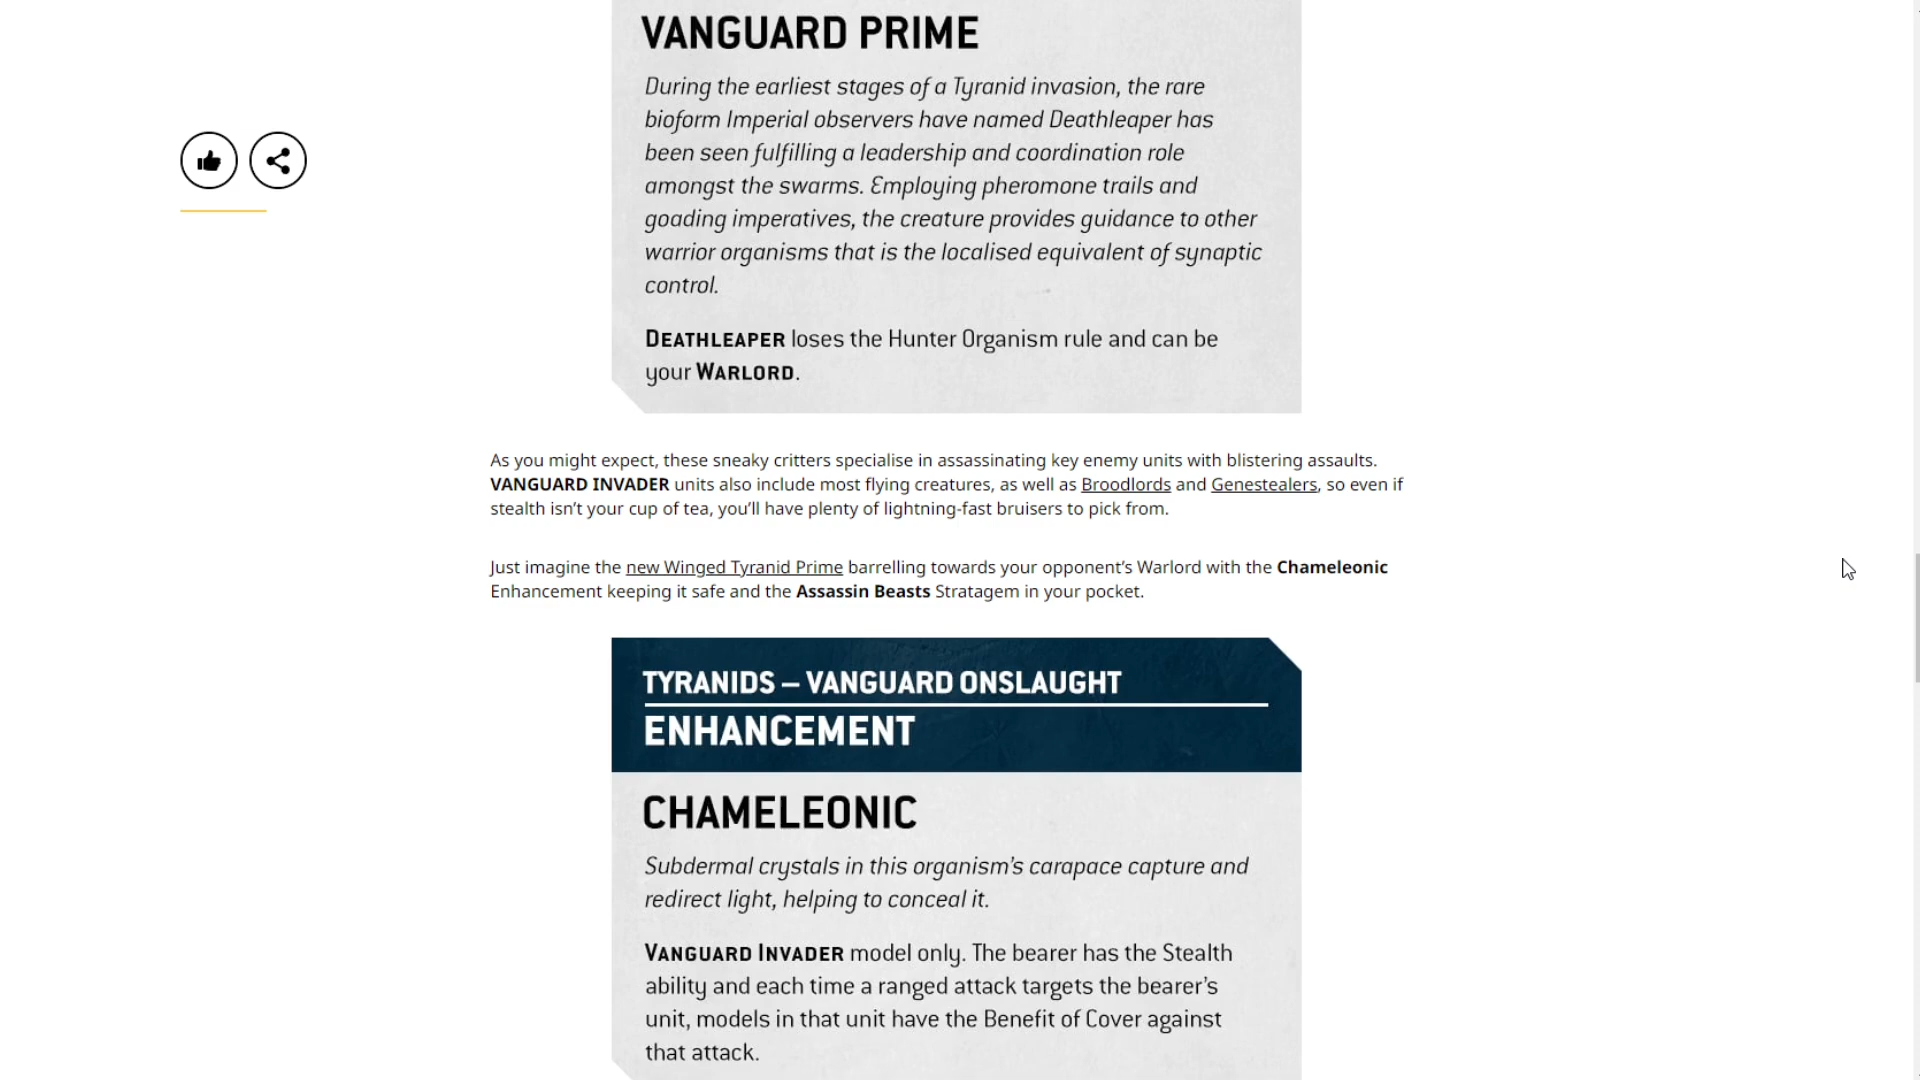 VANGUARD PRIME
During the earliest stages of a Tyranid invasion, the rare
bioform Imperial observers have named Deathleaper has
been seen fulfilling a leadership and coordination role
amongst the swarms. Employing pheromone trails and
goading imperatives, the creature provides guidance to other
warrior organisms that is the localised equivalent of synaptic
control.
DEATHLEAPER loses the Hunter Organism rule and can be
your WARLORD.
As you might expect, these sneaky critters specialise in assassinating key enemy units with blistering assaults.
VANGUARD INVADER units also include most flying creatures, as well as Broodlords and Genestealers, so even if
stealth isn’t your cup of tea, you’ll have plenty of lightning-fast bruisers to pick from.
Just imagine the new Winged Tyranid Prime barrelling towards your opponent’s Warlord with the Chameleonic
Enhancement keeping it safe and the Assassin Beasts Stratagem in your pocket.
TYRANIDS – VANGUARD ONSLAUGHT
ENHANCEMENT
CHAMELEONIC
Subdermal crystals in this organism’s carapace capture and
redirect light, helping to conceal it.
VANGUARD INVADER model only. The bearer has the Stealth
ability and each time a ranged attack targets the bearer’s
unit, models in that unit have the Benefit of Cover against
that attack.